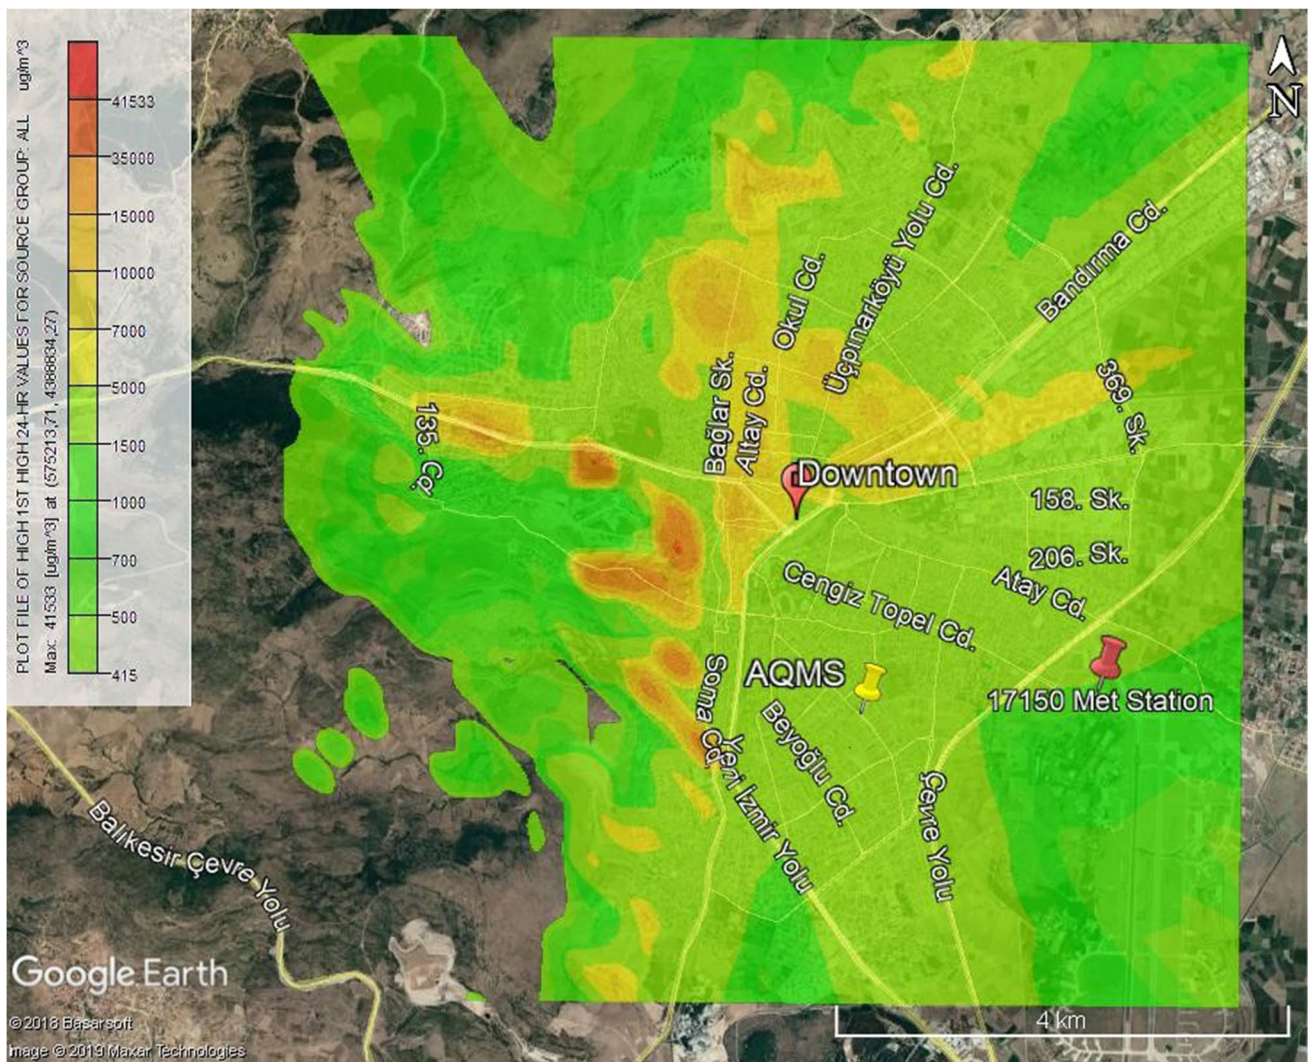 PLOT FILE OF HIGH 1ST HIGH 24-HR VALUES FOR SOURCE GROUP: ALL ug/m^3
Max: 41533 [ug/m^3] at (575213,71, 4388834,27)
41533
35000
15000
10000
7000
5000
1500
1000
700
500
415
N
Bandırma Cd.
Üçpınarköyü Yolu Cd.
Okul Cd.
369. Sk.
Bağlar Sk.
Altay Cd.
135. Cd.
Downtown
158. Sk.
206. Sk.
Atay Cd.
Cengiz Topel Cd.
AQMS
17150 Met Station
Soma Cd.
Yeni İzmir Yolu
Beyoğlu Cd.
Çevre Yolu
Balıkesir Çevre Yolu
Google Earth
©2018 Basarsoft
Image © 2019 Maxar Technologies
4 km